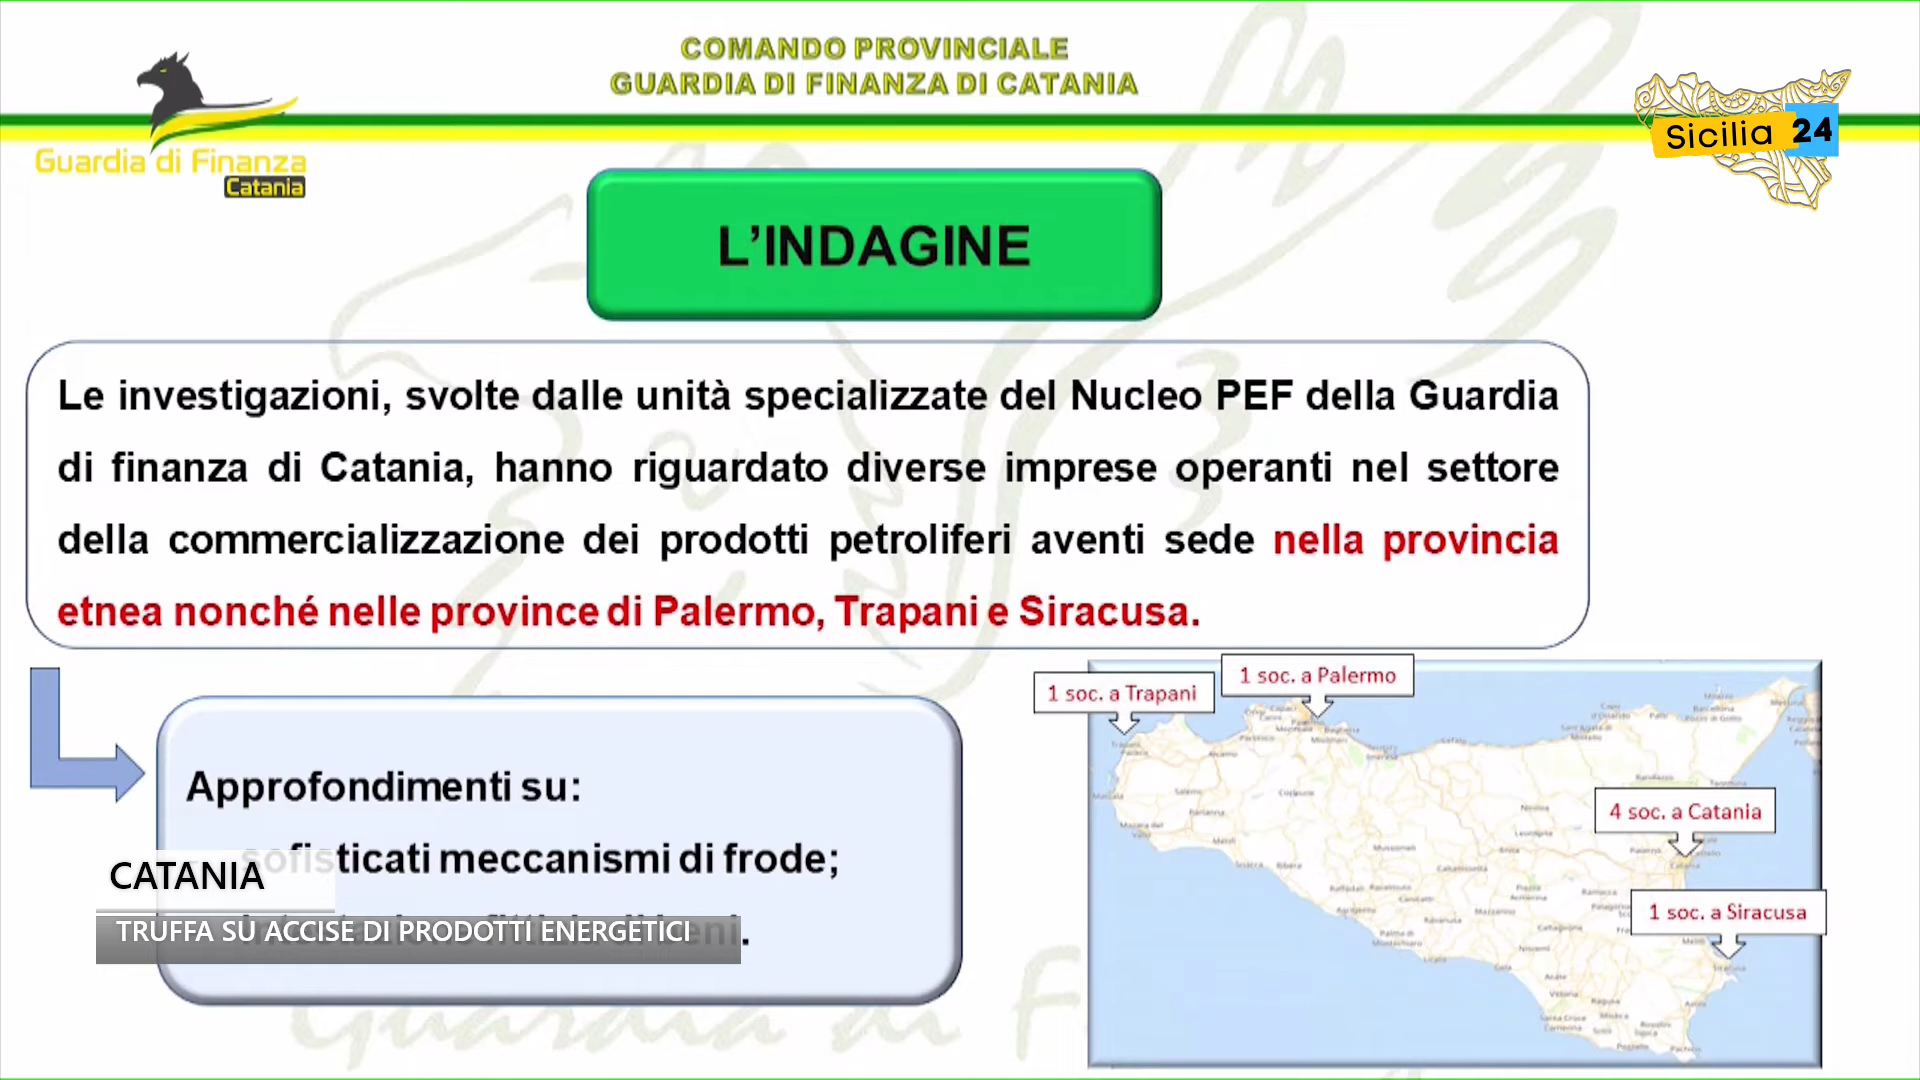 COMANDO PROVINCIALE
GUARDIA DI FINANZA DI CATANIA
Guardia di Finanza
Catania
Sicilia 24
L'INDAGINE
Le investigazioni, svolte dalle unità specializzate del Nucleo PEF della Guardia
di finanza di Catania, hanno riguardato diverse imprese operanti nel settore
della commercializzazione dei prodotti petroliferi aventi sede nella provincia
etnea nonché nelle province di Palermo, Trapani e Siracusa.
1 soc. a Trapani
1 soc. a Palermo
4 soc. a Catania
1 soc. a Siracusa
Approfondimenti su:
sofisticati meccanismi di frode;
CATANIA
TRUFFA SU ACCISE DI PRODOTTI ENERGETICI
Guardia di F